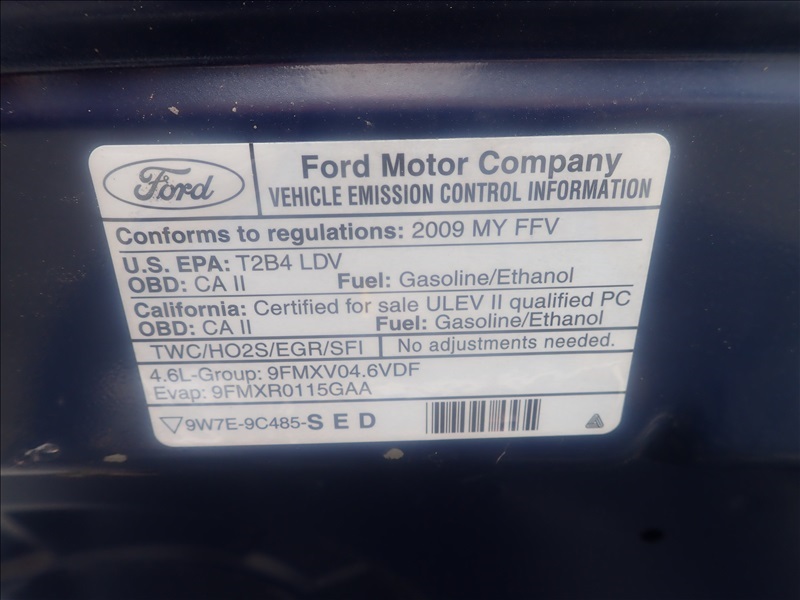 Ford
Ford Motor Company
VEHICLE EMISSION CONTROL INFORMATION
Conforms to regulations: 2009 MY FFV
U.S. EPA: T2B4 LDV
OBD: CA II Fuel: Gasoline/Ethanol
California: Certified for sale ULEV II qualified PC
OBD: CA II Fuel: Gasoline/Ethanol
TWC/HO2S/EGR/SFI No adjustments needed.
4.6L-Group: 9FMXV04.6VDF
Evap: 9FMXR0115GAA
9W7E-9C485-SED